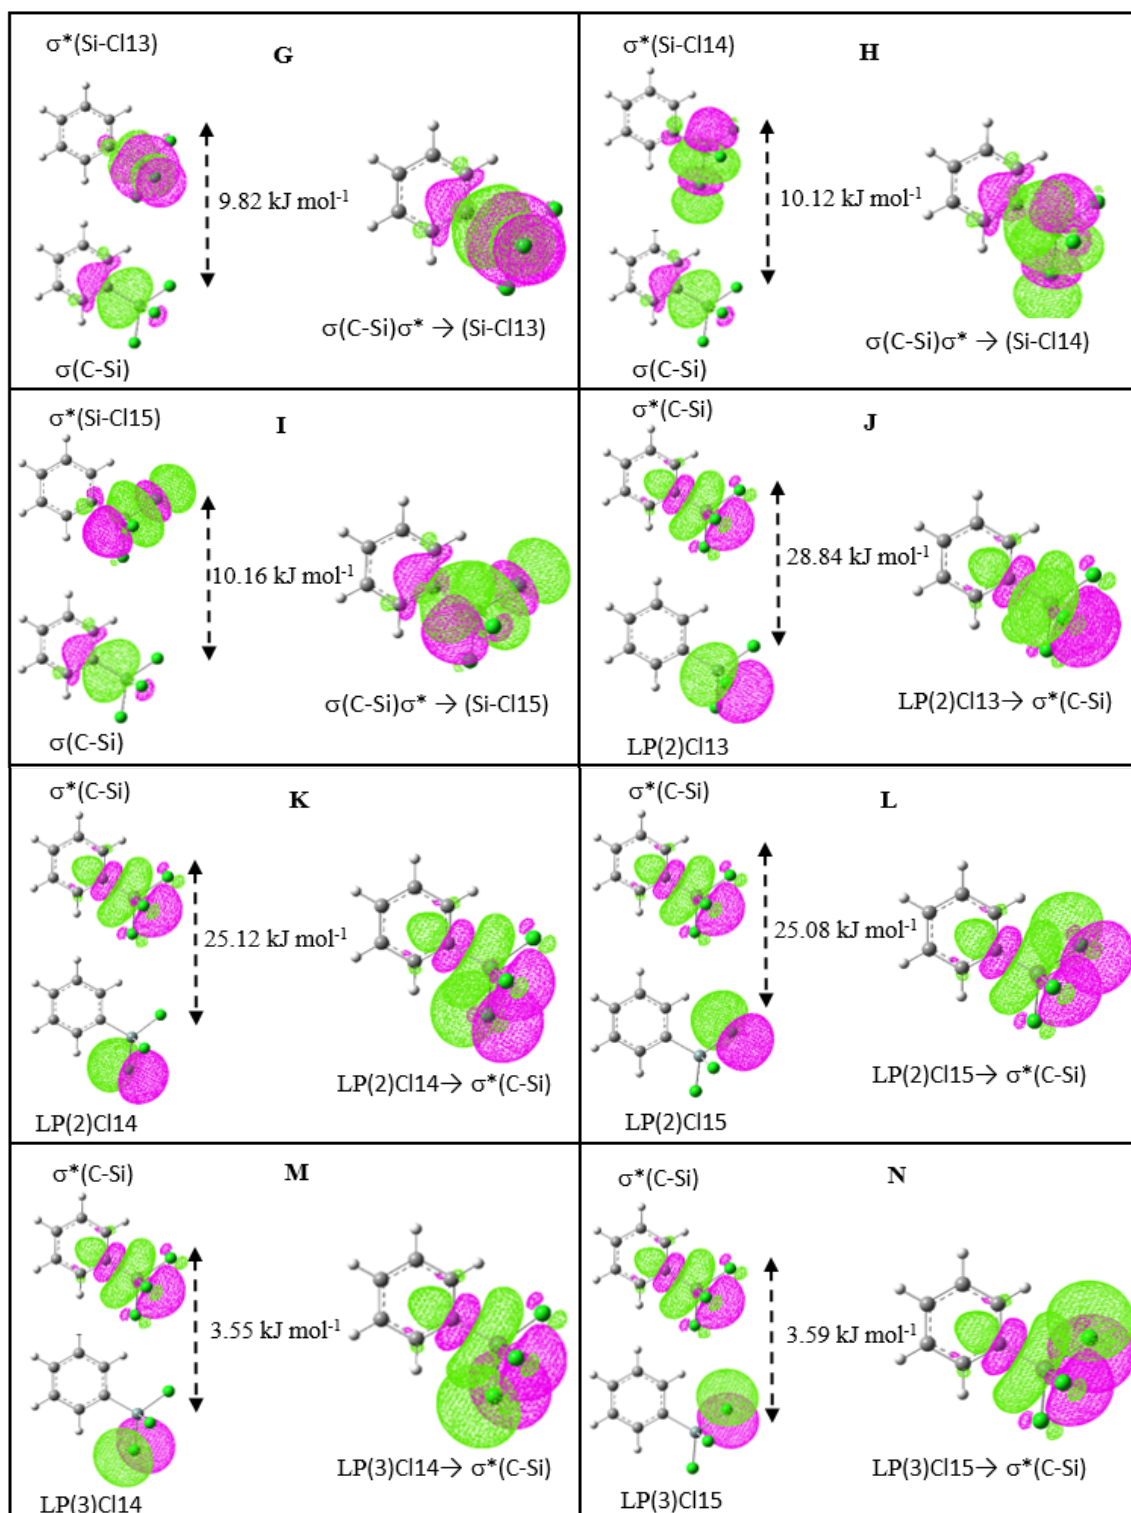 σ*(Si-Cl13)
G
9.82 kJ mol⁻¹
σ(C-Si)σ* → (Si-Cl13)
σ(C-Si)
σ*(Si-Cl14)
H
10.12 kJ mol⁻¹
σ(C-Si)σ* → (Si-Cl14)
σ(C-Si)
σ*(Si-Cl15)
I
10.16 kJ mol⁻¹
σ(C-Si)σ* → (Si-Cl15)
σ(C-Si)
σ*(C-Si)
J
28.84 kJ mol⁻¹
LP(2)Cl13→ σ*(C-Si)
LP(2)Cl13
σ*(C-Si)
K
25.12 kJ mol⁻¹
LP(2)Cl14→ σ*(C-Si)
LP(2)Cl14
σ*(C-Si)
L
25.08 kJ mol⁻¹
LP(2)Cl15→ σ*(C-Si)
LP(2)Cl15
σ*(C-Si)
M
3.55 kJ mol⁻¹
LP(3)Cl14→ σ*(C-Si)
LP(3)Cl14
σ*(C-Si)
N
3.59 kJ mol⁻¹
LP(3)Cl15→ σ*(C-Si)
LP(3)Cl15